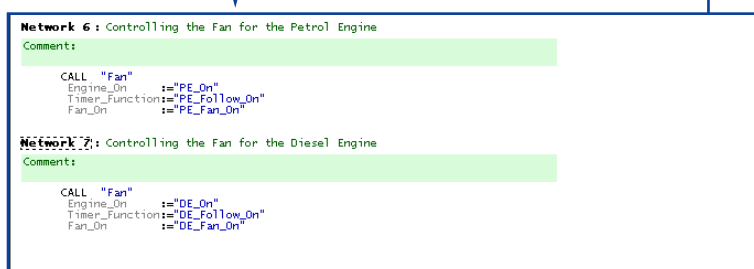 Network 6 : Controlling the Fan for the Petrol Engine
Comment:
CALL "Fan"
Engine_On :="PE_On"
Timer_Function:="PE_Follow_On"
Fan_On :="PE_Fan_On"
Network 7 : Controlling the Fan for the Diesel Engine
Comment:
CALL "Fan"
Engine_On :="DE_On"
Timer_Function:="DE_Follow_On"
Fan_On :="DE_Fan_On"